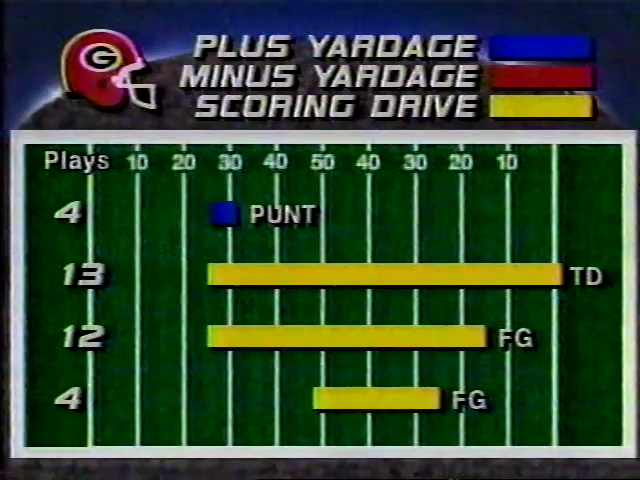 G
PLUS YARDAGE
MINUS YARDAGE
SCORING DRIVE
Plays 10 20 30 40 50 40 30 20 10
4 PUNT
13 TD
12 FG
4 FG